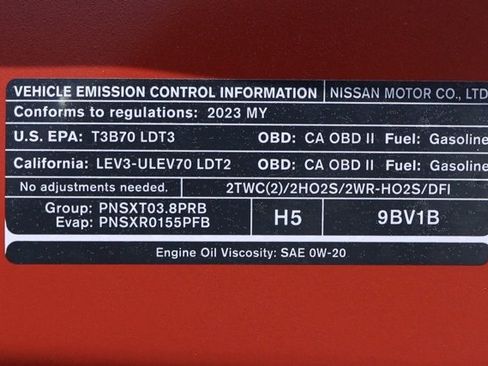 VEHICLE EMISSION CONTROL INFORMATION NISSAN MOTOR CO., LTD
Conforms to regulations: 2023 MY
U.S. EPA: T3B70 LDT3 OBD: CA OBD II Fuel: Gasoline
California: LEV3-ULEV70 LDT2 OBD: CA OBD II Fuel: Gasoline
No adjustments needed. 2TWC(2)/2HO2S/2WR-HO2S/DFI
Group: PNSXT03.8PRB H5 9BV1B
Evap: PNSXR0155PFB
Engine Oil Viscosity: SAE 0W-20